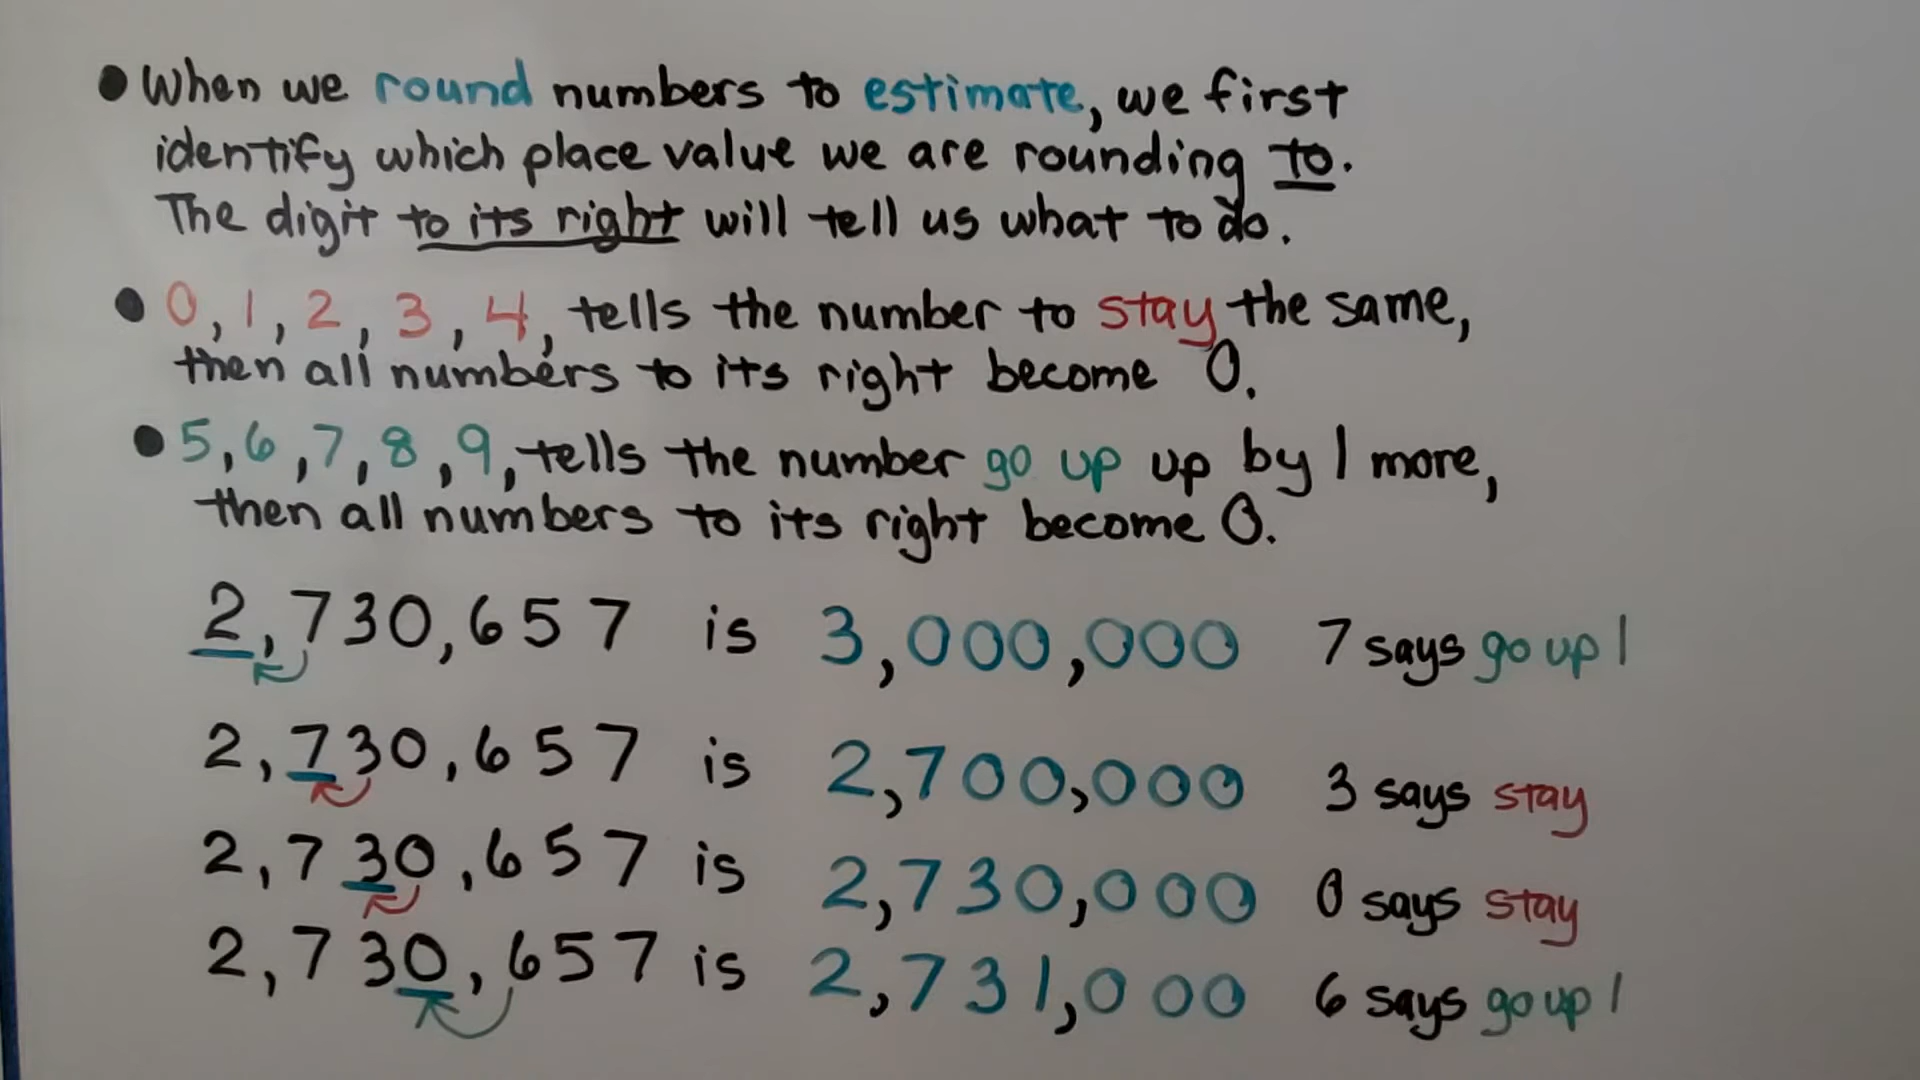 • When we round numbers to estimate, we first
identify which place value we are rounding to.
The digit to its right will tell us what to do.
• 0, 1, 2, 3, 4, tells the number to stay the same,
then all numbers to its right become 0.
• 5, 6, 7, 8, 9, tells the number go up up by 1 more,
then all numbers to its right become 0.
2,730,657 is 3,000,000 7 says go up 1
2,730,657 is 2,700,000 3 says stay
2,730,657 is 2,730,000 0 says stay
2,730,657 is 2,731,000 6 says go up 1